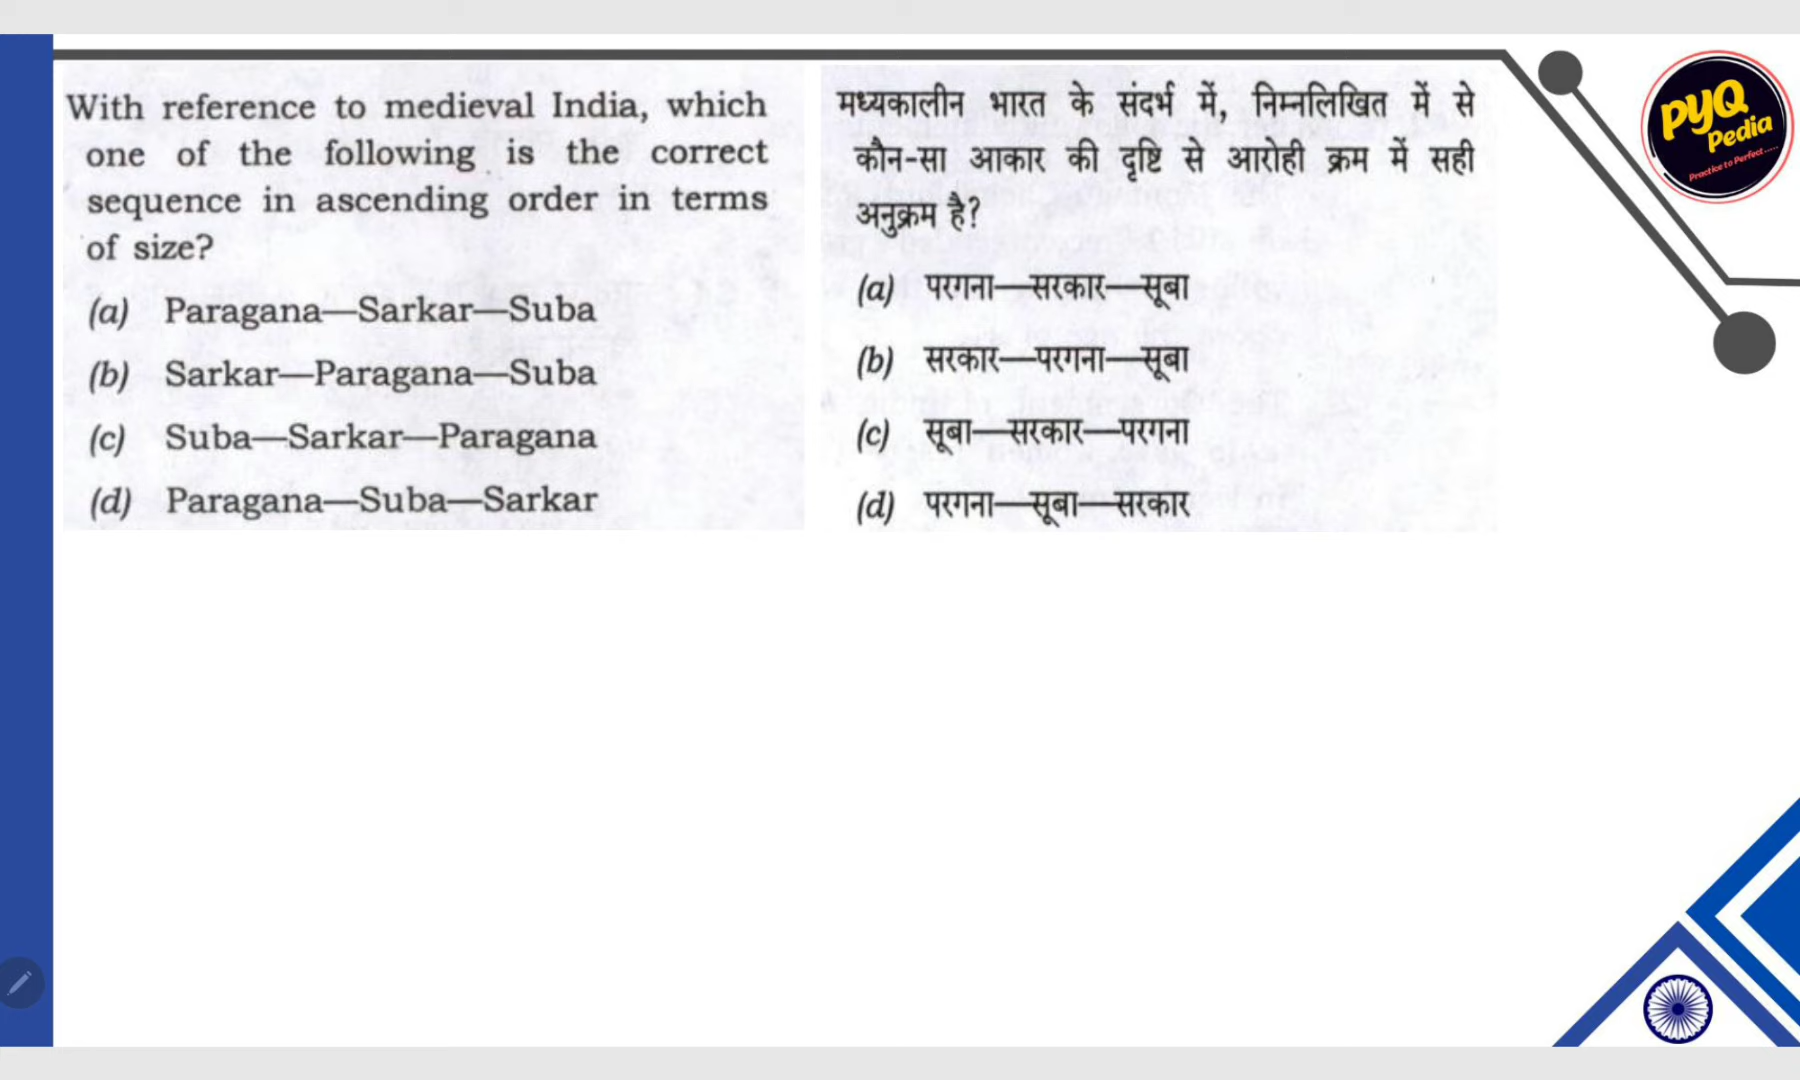 With reference to medieval India, which
one of the following is the correct
sequence in ascending order in terms
of size?
(a) Paragana—Sarkar—Suba
(b) Sarkar—Paragana—Suba
(c) Suba—Sarkar—Paragana
(d) Paragana—Suba—Sarkar
मध्यकालीन भारत के संदर्भ में, निम्नलिखित में से
कौन-सा आकार की दृष्टि से आरोही क्रम में सही
अनुक्रम है?
(a) परगना—सरकार—सूबा
(b) सरकार—परगना—सूबा
(c) सूबा—सरकार—परगना
(d) परगना—सूबा—सरकार
PYQ
Pedia
Practice to Perfect.....